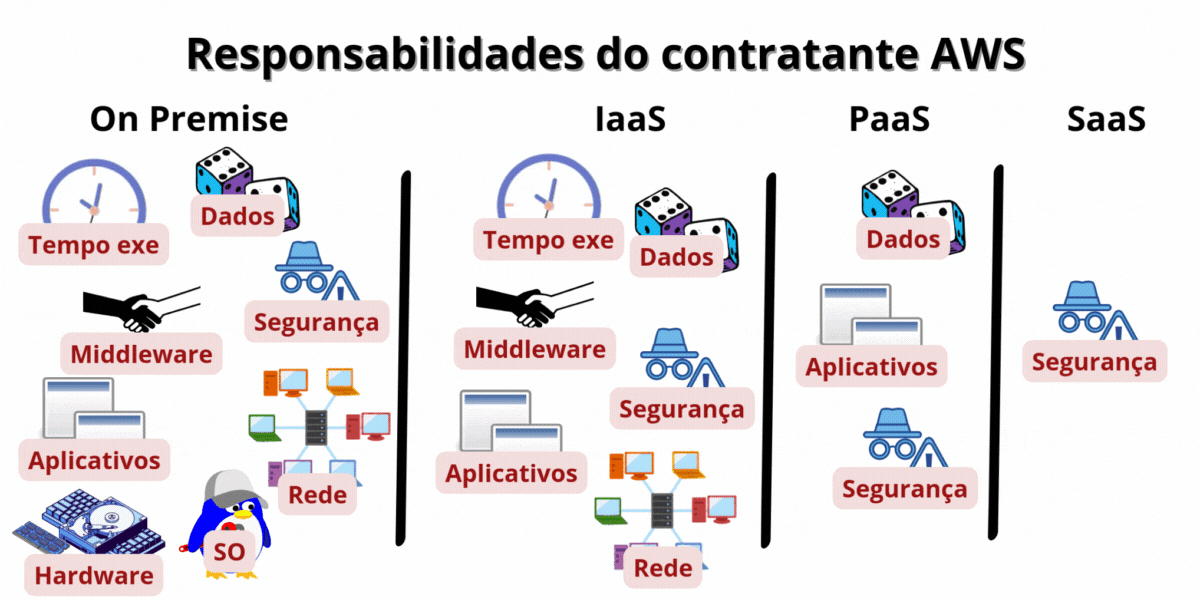 Responsabilidades do contratante AWS
On Premise
Tempo exe
Dados
Segurança
Middleware
Aplicativos
Rede
SO
Hardware
IaaS
Tempo exe
Dados
Middleware
Segurança
Aplicativos
Rede
PaaS
Dados
Aplicativos
Segurança
SaaS
Segurança